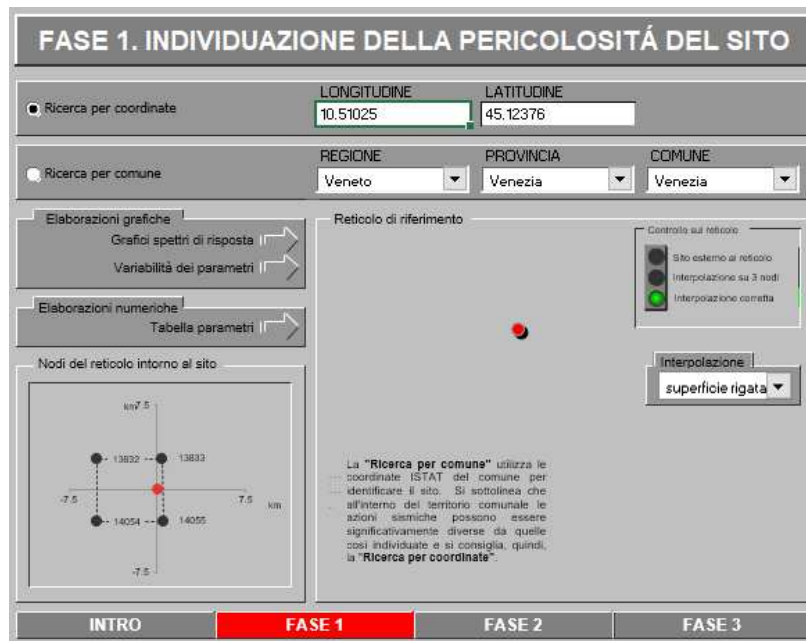 FASE 1. INDIVIDUAZIONE DELLA PERICOLOSITÁ DEL SITO
Ricerca per coordinate
LONGITUDINE
LATITUDINE
10.51025
45.12376
Ricerca per comune
REGIONE
PROVINCIA
COMUNE
Veneto
Venezia
Venezia
Elaborazioni grafiche
Grafici spettri di risposta
Variabilità dei parametri
Elaborazioni numeriche
Tabella parametri
Nodi del reticolo intorno al sito
km7.5
13832
13833
-7.5
7.5
km
14054
14055
-7.5
Reticolo di riferimento
Controllo sul reticolo
Sito esterno al reticolo
Interpolazione su 3 nodi
Interpolazione corretta
Interpolazione
superficie rigata
La "Ricerca per comune" utilizza le
coordinate ISTAT del comune per
identificare il sito. Si sottolinea che
all'interno del territorio comunale le
azioni sismiche possono essere
significativamente diverse da quelle
così individuate e si consiglia, quindi,
la "Ricerca per coordinate".
INTRO
FASE 1
FASE 2
FASE 3